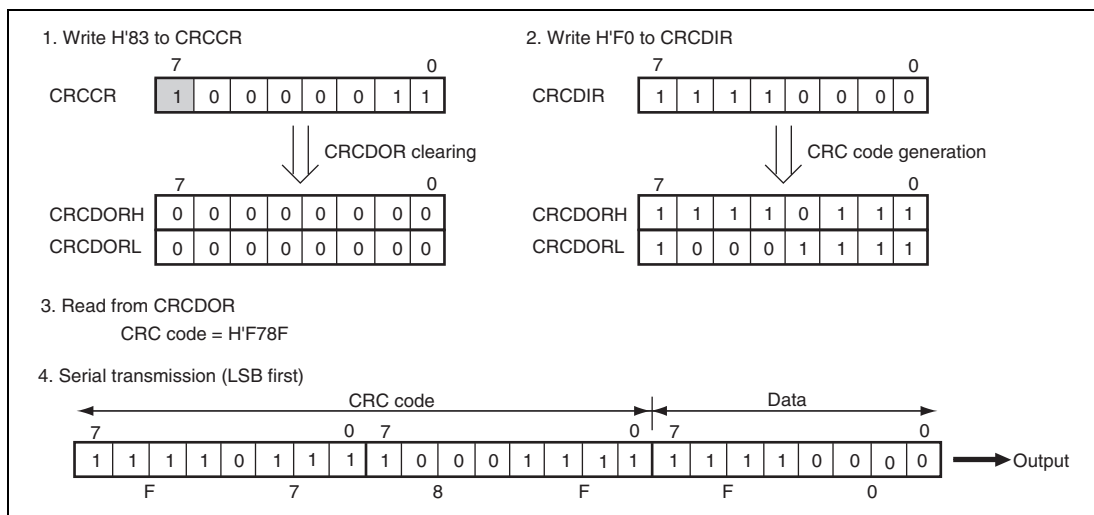 1. Write H'83 to CRCCR
7 0
CRCCR 1 0 0 0 0 0 1 1
CRCDOR clearing
7 0
CRCDORH 0 0 0 0 0 0 0 0
CRCDORL 0 0 0 0 0 0 0 0
2. Write H'F0 to CRCDIR
7 0
CRCDIR 1 1 1 1 0 0 0 0
CRC code generation
7 0
CRCDORH 1 1 1 1 0 1 1 1
CRCDORL 1 0 0 0 1 1 1 1
3. Read from CRCDOR
CRC code = H'F78F
4. Serial transmission (LSB first)
CRC code Data
7 0 7 0 7 0
1 1 1 1 0 1 1 1 1 0 0 0 1 1 1 1 1 1 1 1 0 0 0 0 Output
F 7 8 F F 0